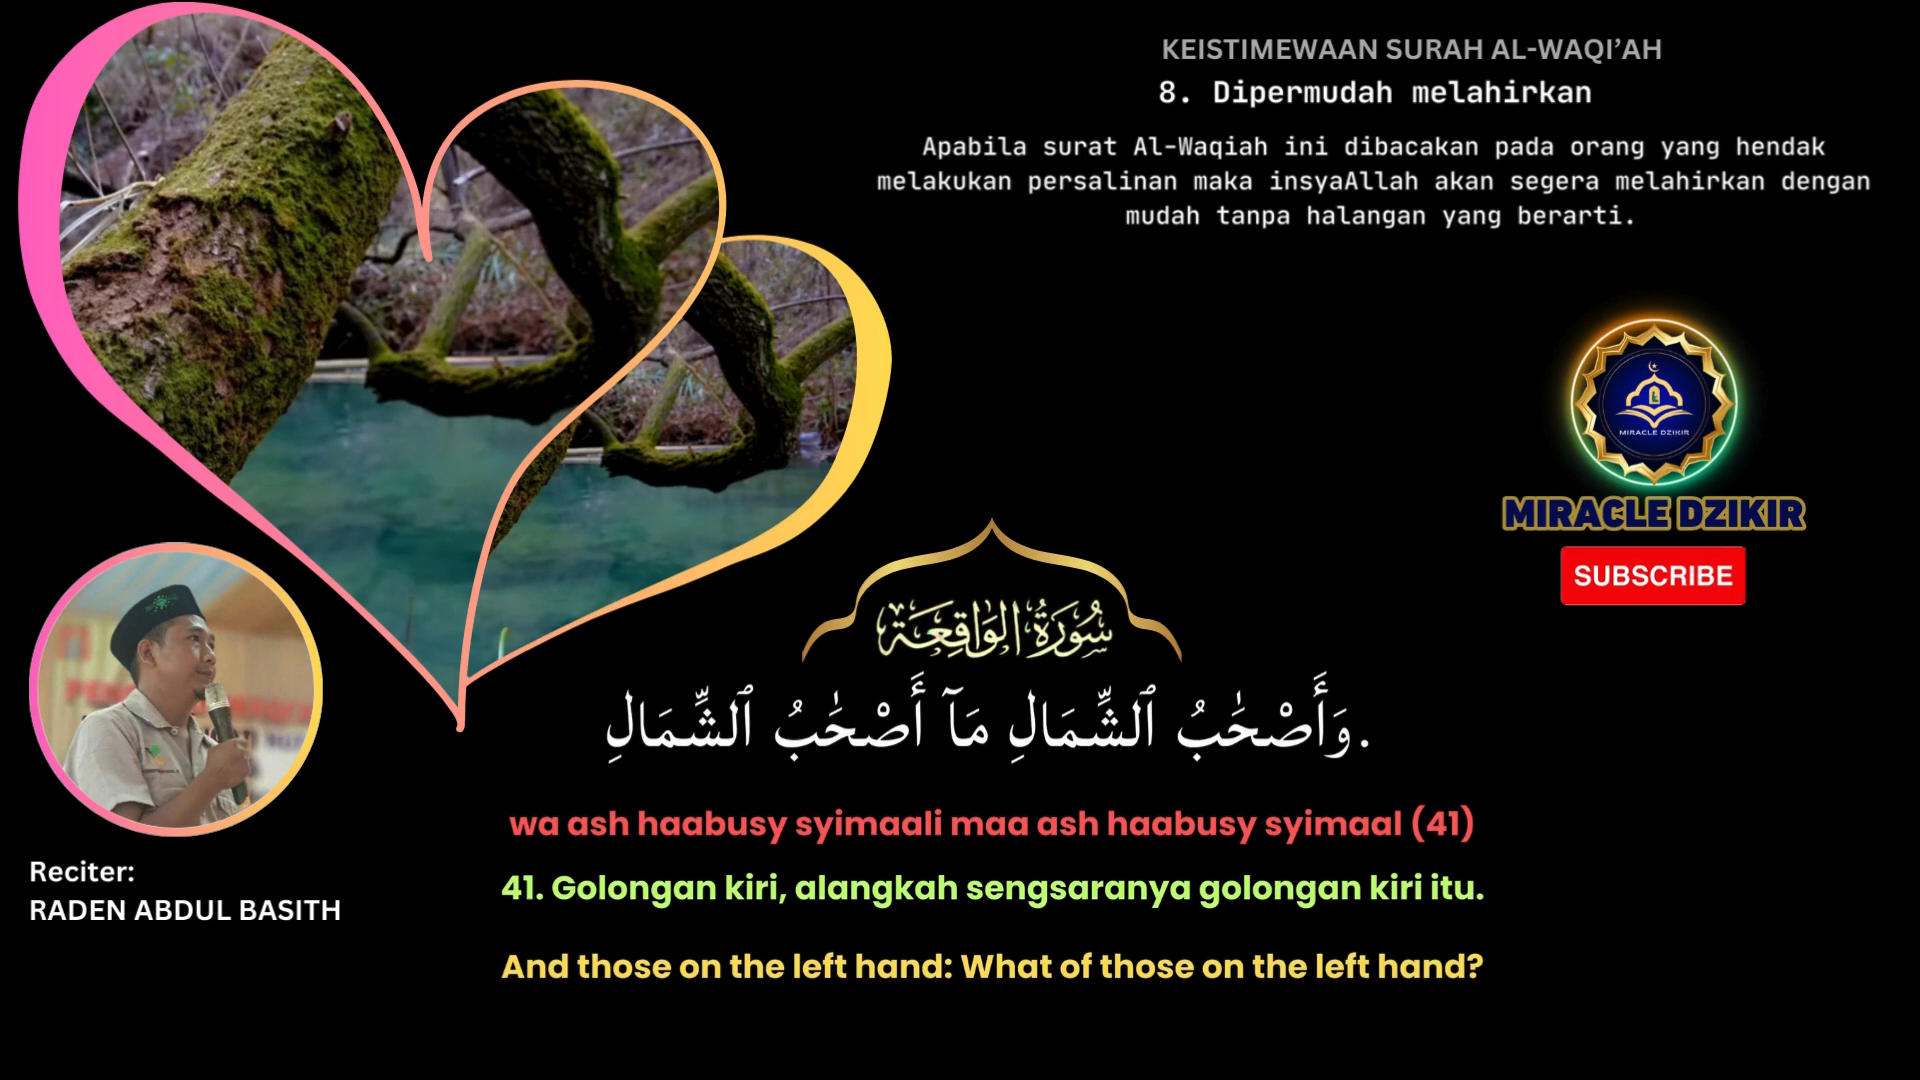 KEISTIMEWAAN SURAH AL-WAQI’AH
8. Dipermudah melahirkan
Apabila surat Al-Waqiah ini dibacakan pada orang yang hendak
melakukan persalinan maka insyaAllah akan segera melahirkan dengan
mudah tanpa halangan yang berarti.
MIRACLE DZIKIR
MIRACLE DZIKIR
SUBSCRIBE
سُورَةُ الوَاقِعَة
وَأَصْحَٰبُ ٱلشِّمَالِ مَآ أَصْحَٰبُ ٱلشِّمَالِ.
wa ash haabusy syimaali maa ash haabusy syimaal (41)
41. Golongan kiri, alangkah sengsaranya golongan kiri itu.
And those on the left hand: What of those on the left hand?
Reciter:
RADEN ABDUL BASITH